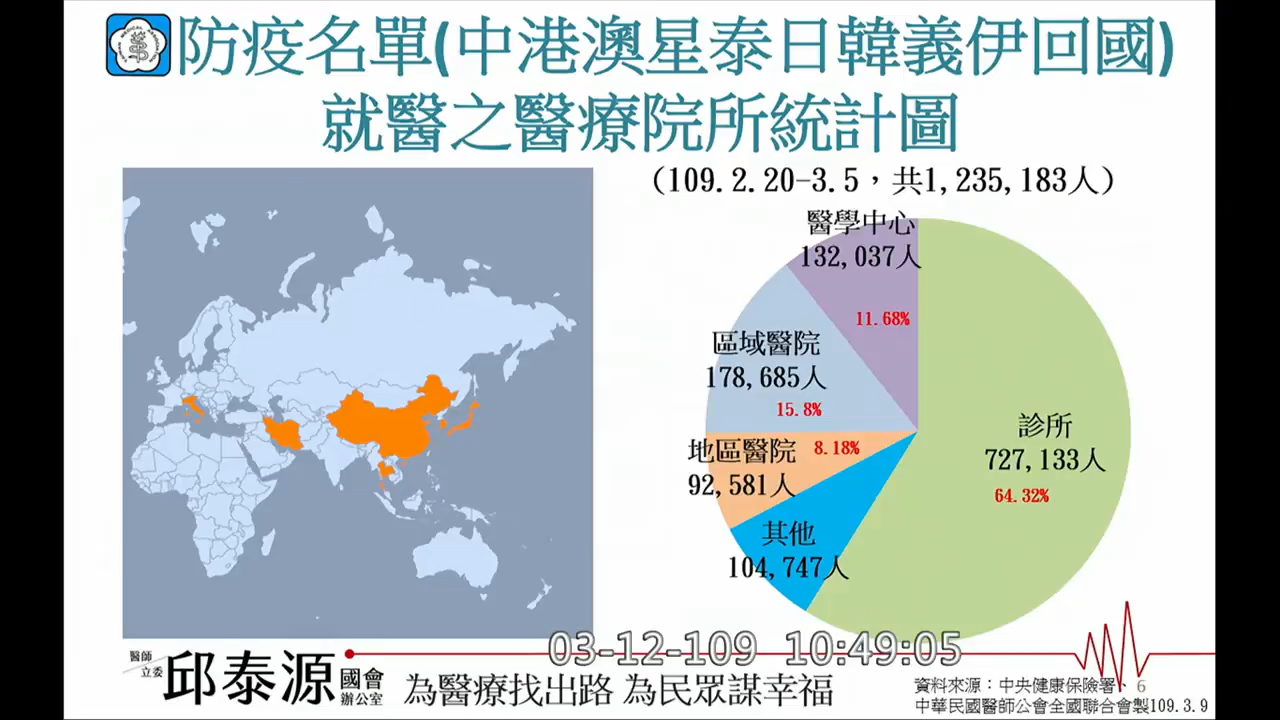 防疫名單(中港澳星泰日韓義伊回國)
就醫之醫療院所統計圖
(109.2.20-3.5，共1,235,183人)
醫學中心
132,037人
11.68%
區域醫院
178,685人
15.8%
地區醫院
92,581人
8.18%
其他
104,747人
診所
727,133人
64.32%
03-12-109 10:49:05
醫師
立委
邱泰源
國會
辦公室
為醫療找出路 為民眾謀幸福
資料來源：中央健康保險署、
6
中華民國醫師公會全國聯合會製109.3.9